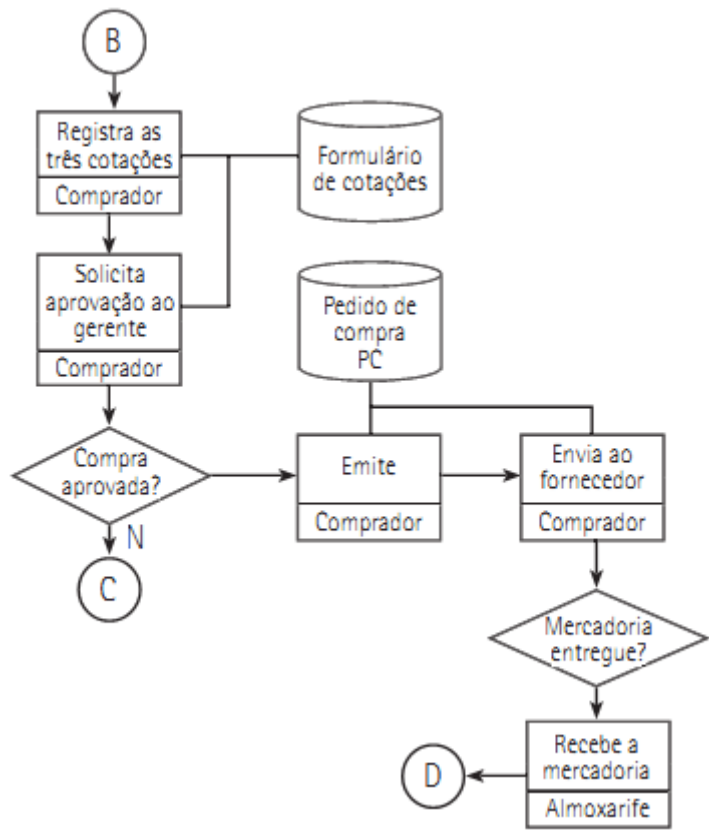 B
Registra as
três cotações
Comprador
Formulário
de cotações
Solicita
aprovação ao
gerente
Comprador
Pedido de
compra
PC
Compra
aprovada?
N
C
Emite
Comprador
Envia ao
fornecedor
Comprador
Mercadoria
entregue?
Recebe a
mercadoria
Almoxarife
D